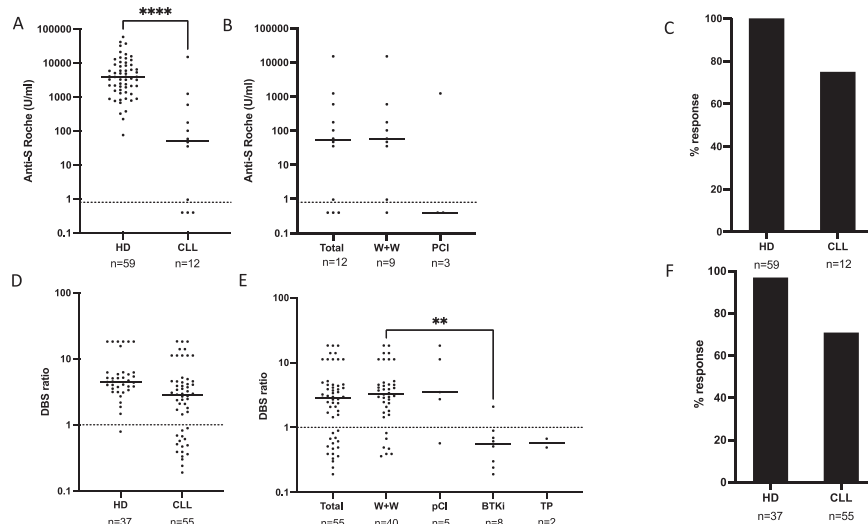 A
Anti-S Roche (U/ml)
100000
10000
1000
100
10
1
0.1
****
HD
CLL
n=59
n=12
B
Anti-S Roche (U/ml)
100000
10000
1000
100
10
1
0.1
Total
W+W
PCI
n=12
n=9
n=3
C
% response
100
80
60
40
20
0
HD
CLL
n=59
n=12
D
DBS ratio
100
10
1
0.1
HD
CLL
n=37
n=55
E
DBS ratio
100
10
1
0.1
**
Total
W+W
pCI
BTKi
TP
n=55
n=40
n=5
n=8
n=2
F
% response
100
80
60
40
20
0
HD
CLL
n=37
n=55